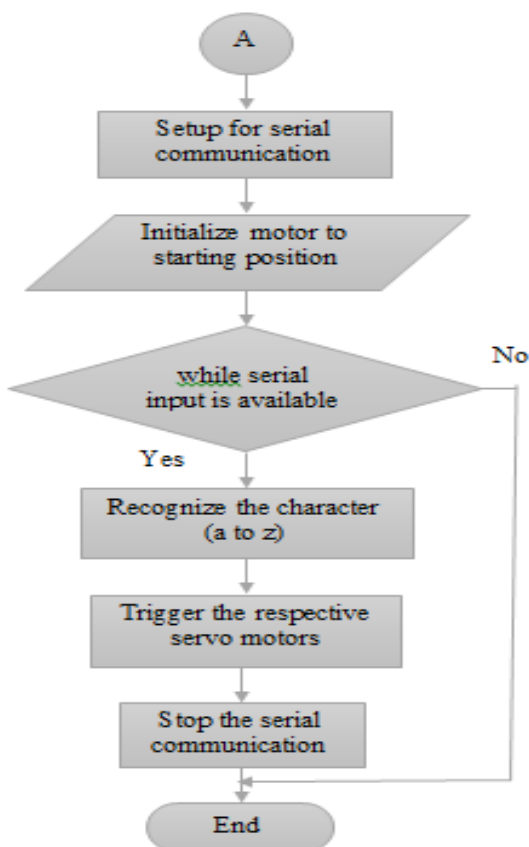 A
Setup for serial
communication
Initialize motor to
starting position
while serial
input is available
No
Yes
Recognize the character
(a to z)
Trigger the respective
servo motors
Stop the serial
communication
End